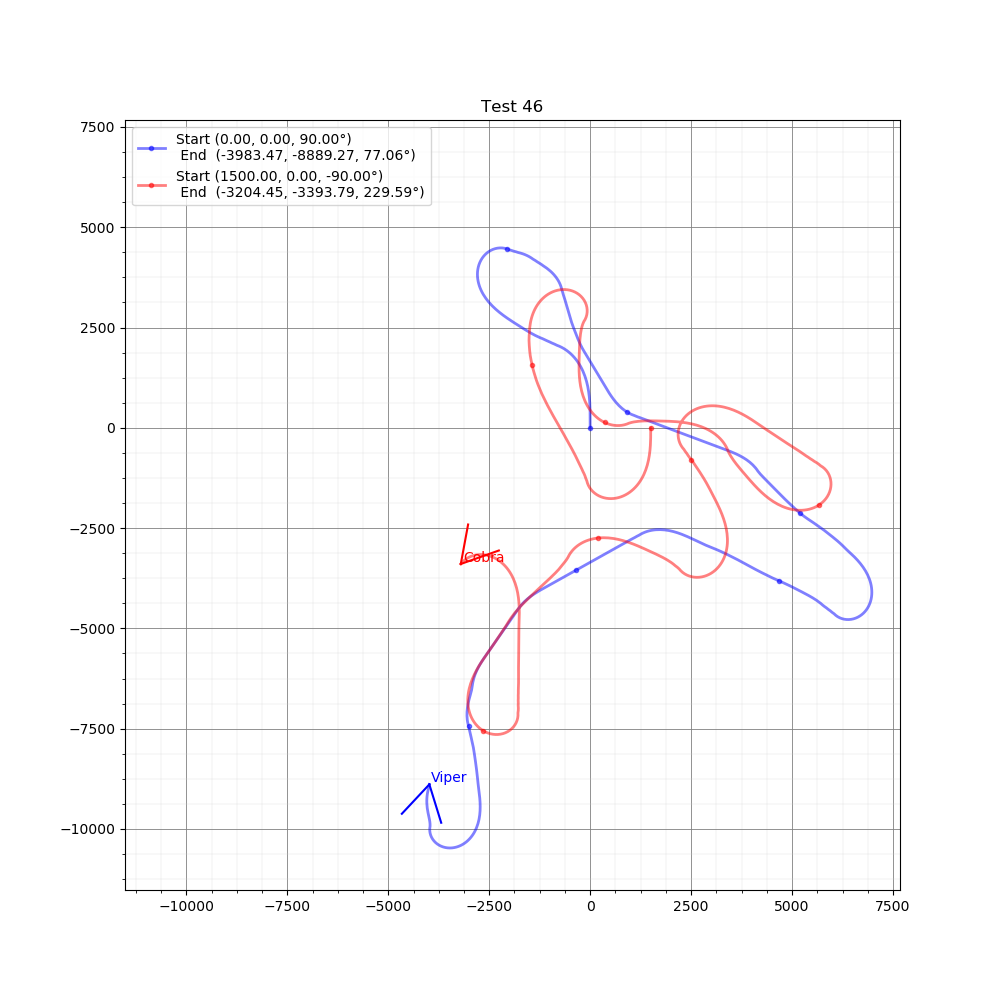 Test 46
Start (0.00, 0.00, 90.00°)
End (-3983.47, -8889.27, 77.06°)
Start (1500.00, 0.00, -90.00°)
End (-3204.45, -3393.79, 229.59°)
7500
5000
2500
0
−2500
−5000
−7500
−10000
Cobra
Viper
−10000 −7500 −5000 −2500 0 2500 5000 7500